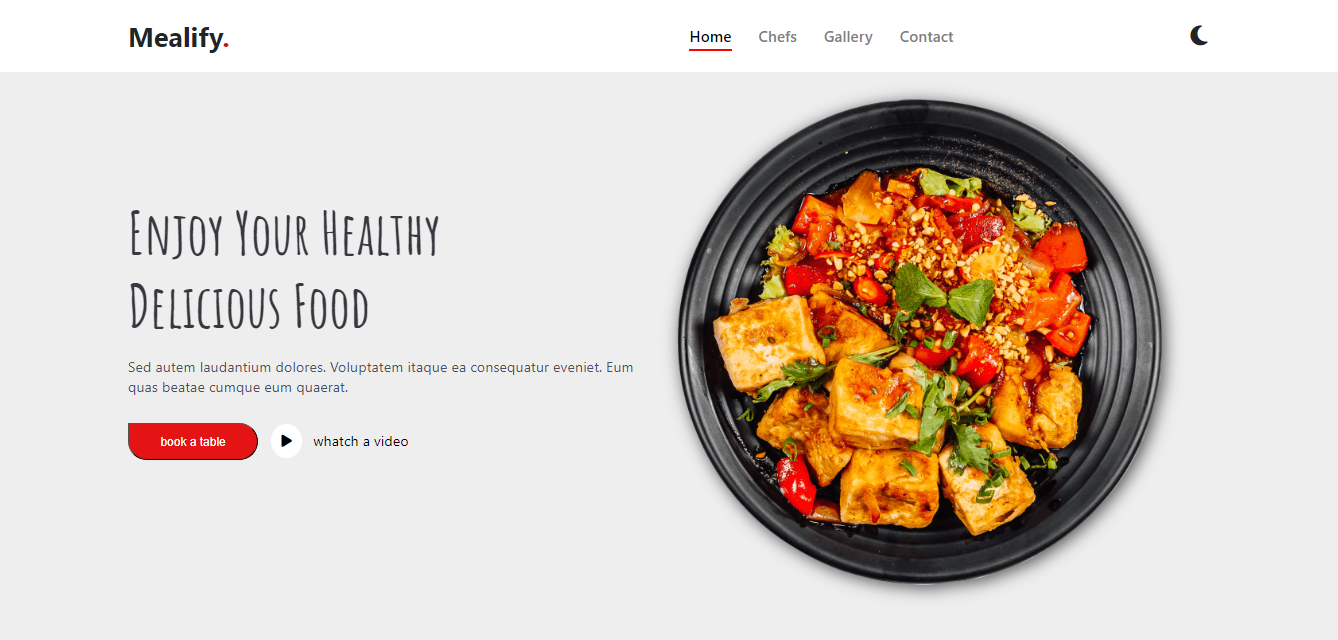 Mealify.
Home Chefs Gallery Contact
Enjoy Your Healthy
Delicious Food
Sed autem laudantium dolores. Voluptatem itaque ea consequatur eveniet. Eum
quas beatae cumque eum quaerat.
book a table
whatch a video